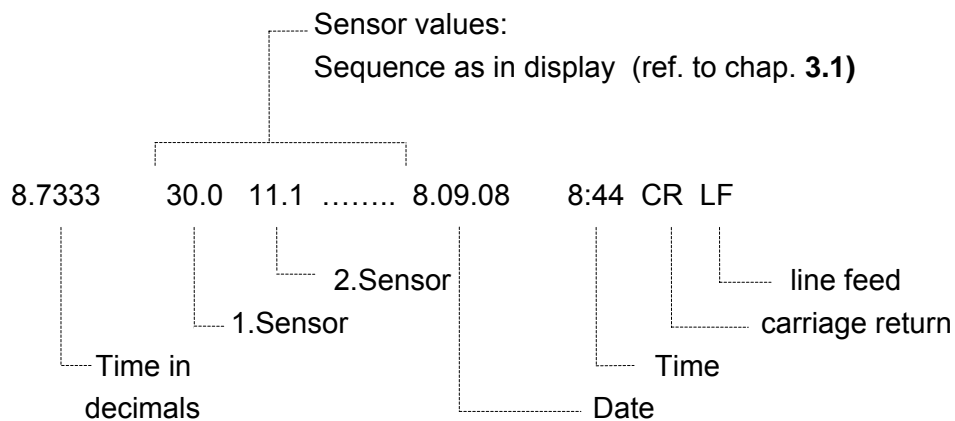 Sensor values:
Sequence as in display (ref. to chap. 3.1)
8.7333 30.0 11.1 …….. 8.09.08 8:44 CR LF
2.Sensor line feed
1.Sensor carriage return
Time in Time
decimals Date